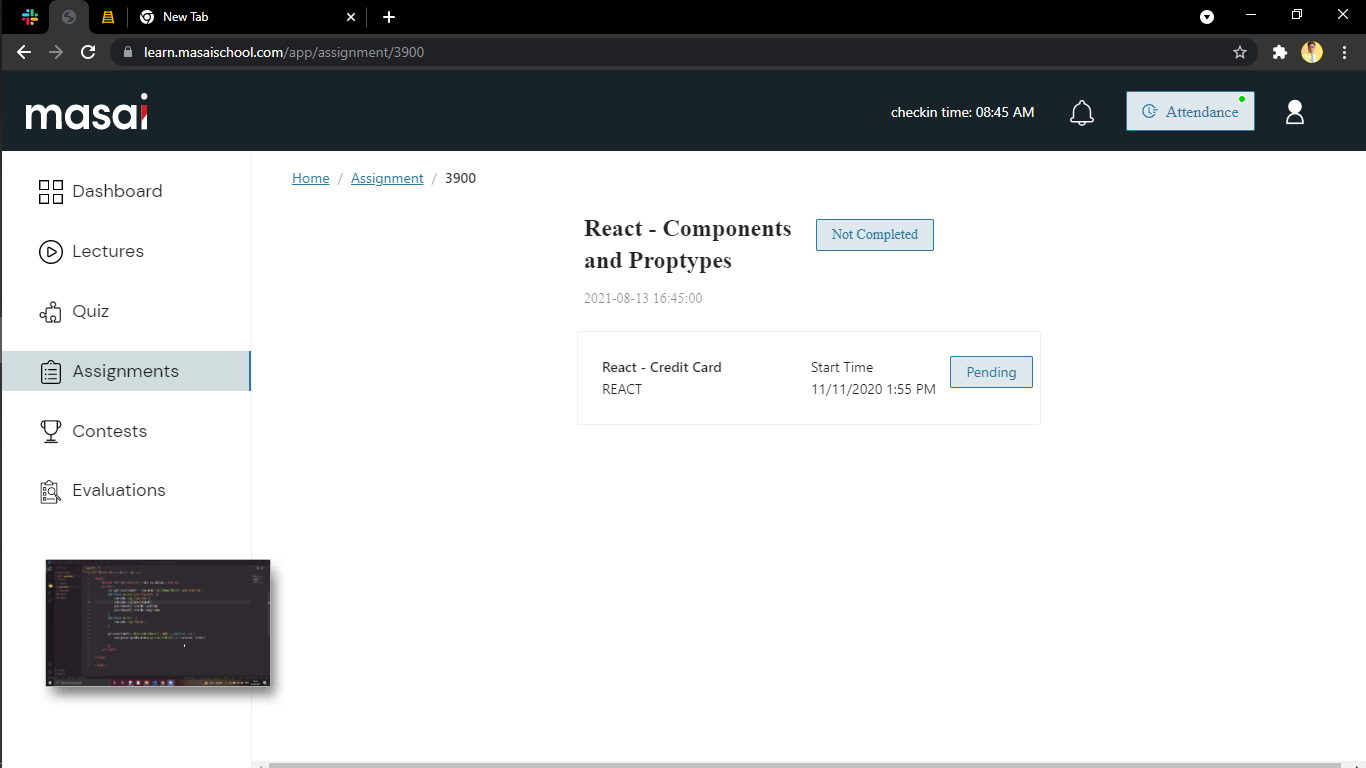 New Tab
learn.masaischool.com/app/assignment/3900
masai
checkin time: 08:45 AM
Attendance
Dashboard
Lectures
Quiz
Assignments
Contests
Evaluations
Home / Assignment / 3900
React - Components
and Proptypes
Not Completed
2021-08-13 16:45:00
React - Credit Card
REACT
Start Time
11/11/2020 1:55 PM
Pending